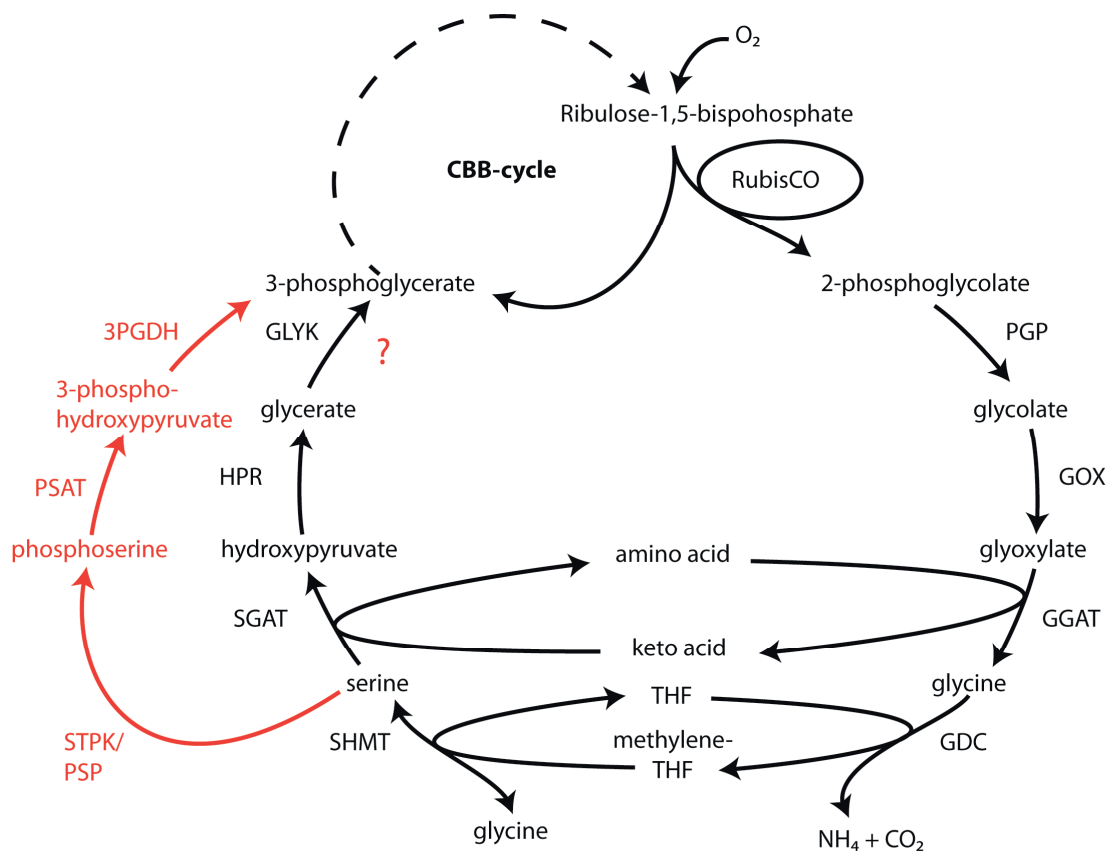 O₂
Ribulose-1,5-bispohosphate
CBB-cycle
RubisCO
3-phosphoglycerate
2-phosphoglycolate
3PGDH
GLYK
?
PGP
3-phospho-
hydroxypyruvate
glycerate
glycolate
PSAT
HPR
GOX
phosphoserine
hydroxypyruvate
amino acid
glyoxylate
SGAT
GGAT
keto acid
serine
THF
glycine
STPK/
PSP
SHMT
methylene-
THF
GDC
glycine
NH₄ + CO₂